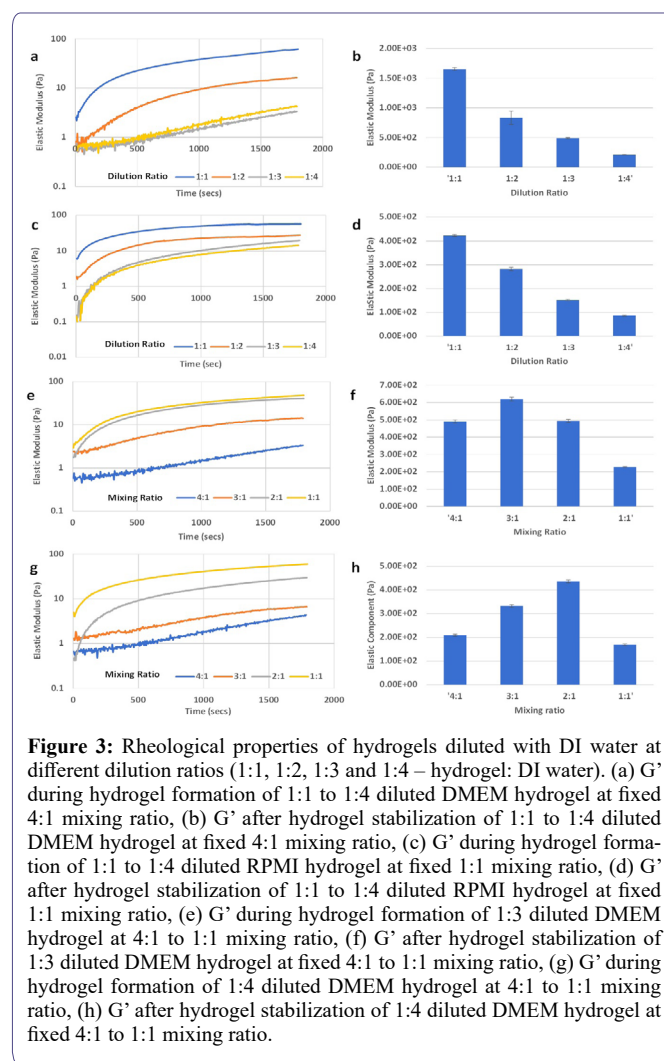 a
100
10
1
0.1
Elastic Modulus (Pa)
0 500 1000 1500 2000
Dilution Ratio 1:1 1:2 1:3 1:4
Time (secs)
b
2.00E+03
1.50E+03
1.00E+03
5.00E+02
0.00E+00
Elastic Modulus (Pa)
'1:1 1:2 1:3 1:4'
Dilution Ratio
c
100
10
1
0.1
0.01
Elastic Modulus (Pa)
0 500 1000 1500 2000
Dilution Ratio 1:1 1:2 1:3 1:4
Time (sec)
d
5.00E+02
4.00E+02
3.00E+02
2.00E+02
1.00E+02
0.00E+00
ElaStic Modulus (Pa)
'1:1 1:2 1:3 1:4'
Dilution Ratio
e
100
10
1
0.1
Elastic Modulus (Pa)
0 500 1000 1500 2000
Mixing Ratio 4:1 3:1 2:1 1:1
Time (secs)
f
7.00E+02
6.00E+02
5.00E+02
4.00E+02
3.00E+02
2.00E+02
1.00E+02
0.00E+00
Elastic Modulus (Pa)
'4:1 3:1 2:1 1:1'
Mixing Ratio
g
100
10
1
0.1
Elastic Modulus (Pa)
0 500 1000 1500 2000
Mixing Ratio 4:1 3:1 2:1 1:1
Time (secs)
h
5.00E+02
4.00E+02
3.00E+02
2.00E+02
1.00E+02
0.00E+00
Elastic Component (Pa)
'4:1 3:1 2:1 1:1'
Mixing ratio
Figure 3: Rheological properties of hydrogels diluted with DI water at
different dilution ratios (1:1, 1:2, 1:3 and 1:4 – hydrogel: DI water). (a) G’
during hydrogel formation of 1:1 to 1:4 diluted DMEM hydrogel at fixed
4:1 mixing ratio, (b) G’ after hydrogel stabilization of 1:1 to 1:4 diluted
DMEM hydrogel at fixed 4:1 mixing ratio, (c) G’ during hydrogel forma-
tion of 1:1 to 1:4 diluted RPMI hydrogel at fixed 1:1 mixing ratio, (d) G’
after hydrogel stabilization of 1:1 to 1:4 diluted RPMI hydrogel at fixed
1:1 mixing ratio, (e) G’ during hydrogel formation of 1:3 diluted DMEM
hydrogel at 4:1 to 1:1 mixing ratio, (f) G’ after hydrogel stabilization of
1:3 diluted DMEM hydrogel at fixed 4:1 to 1:1 mixing ratio, (g) G’ during
hydrogel formation of 1:4 diluted DMEM hydrogel at 4:1 to 1:1 mixing
ratio, (h) G’ after hydrogel stabilization of 1:4 diluted DMEM hydrogel at
fixed 4:1 to 1:1 mixing ratio.